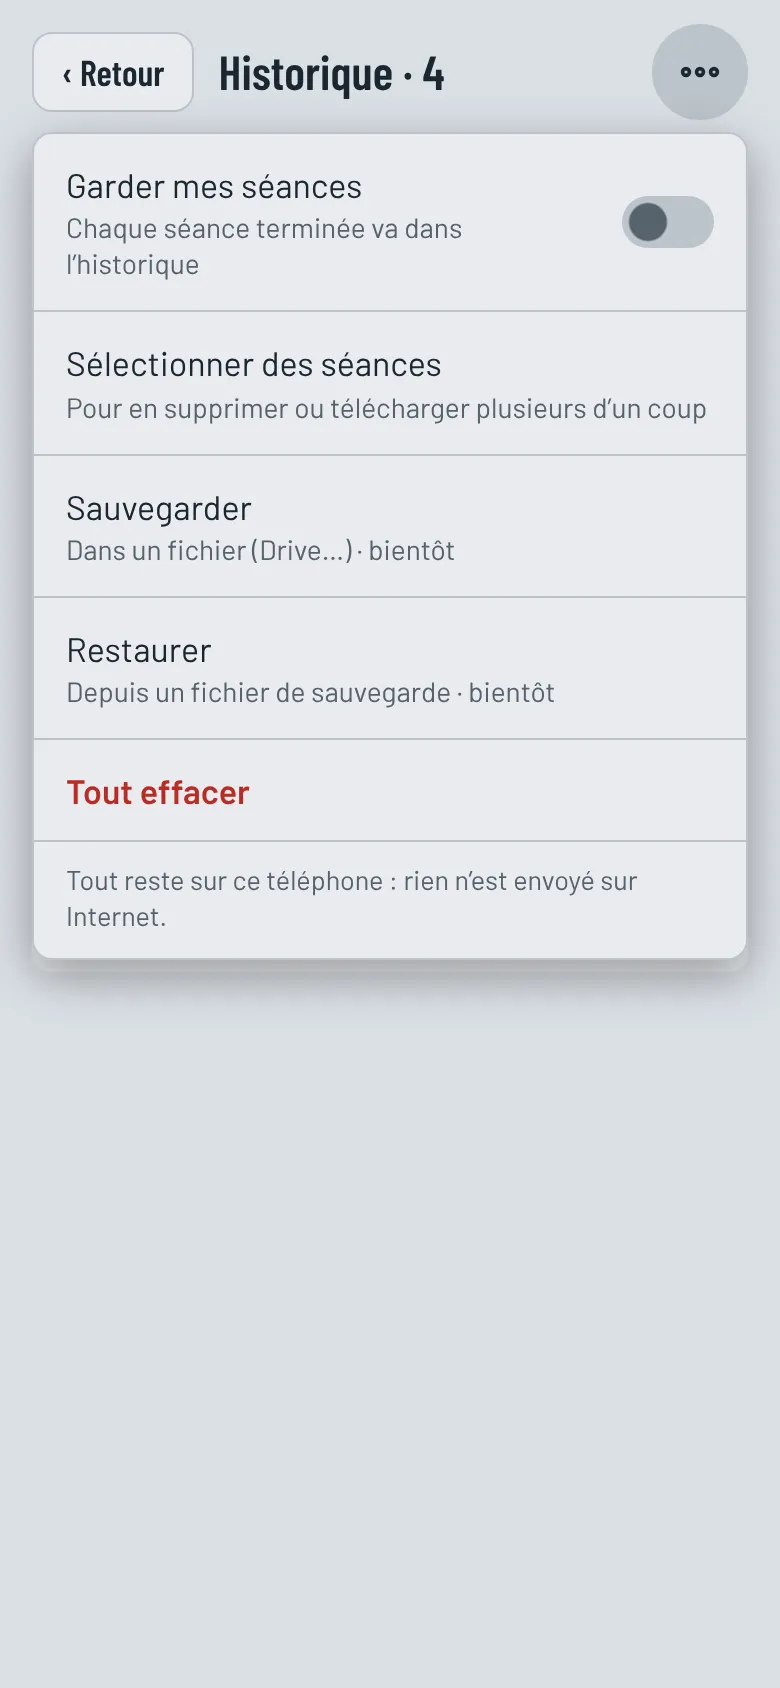 ‹ Retour
Historique · 4
Garder mes séances
Chaque séance terminée va dans
l’historique
Sélectionner des séances
Pour en supprimer ou télécharger plusieurs d’un coup
Sauvegarder
Dans un fichier (Drive…) · bientôt
Restaurer
Depuis un fichier de sauvegarde · bientôt
Tout effacer
Tout reste sur ce téléphone : rien n’est envoyé sur
Internet.